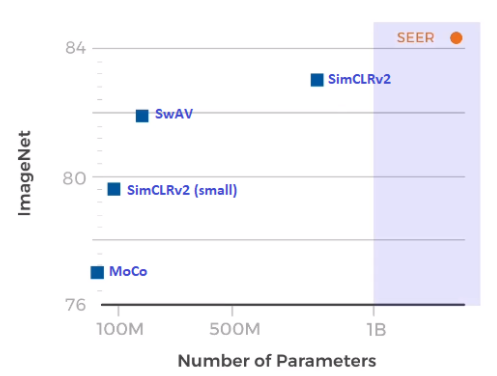 SEER
84
SimCLRv2
SwAV
ImageNet
80
SimCLRv2 (small)
MoCo
76
100M
500M
1B
Number of Parameters